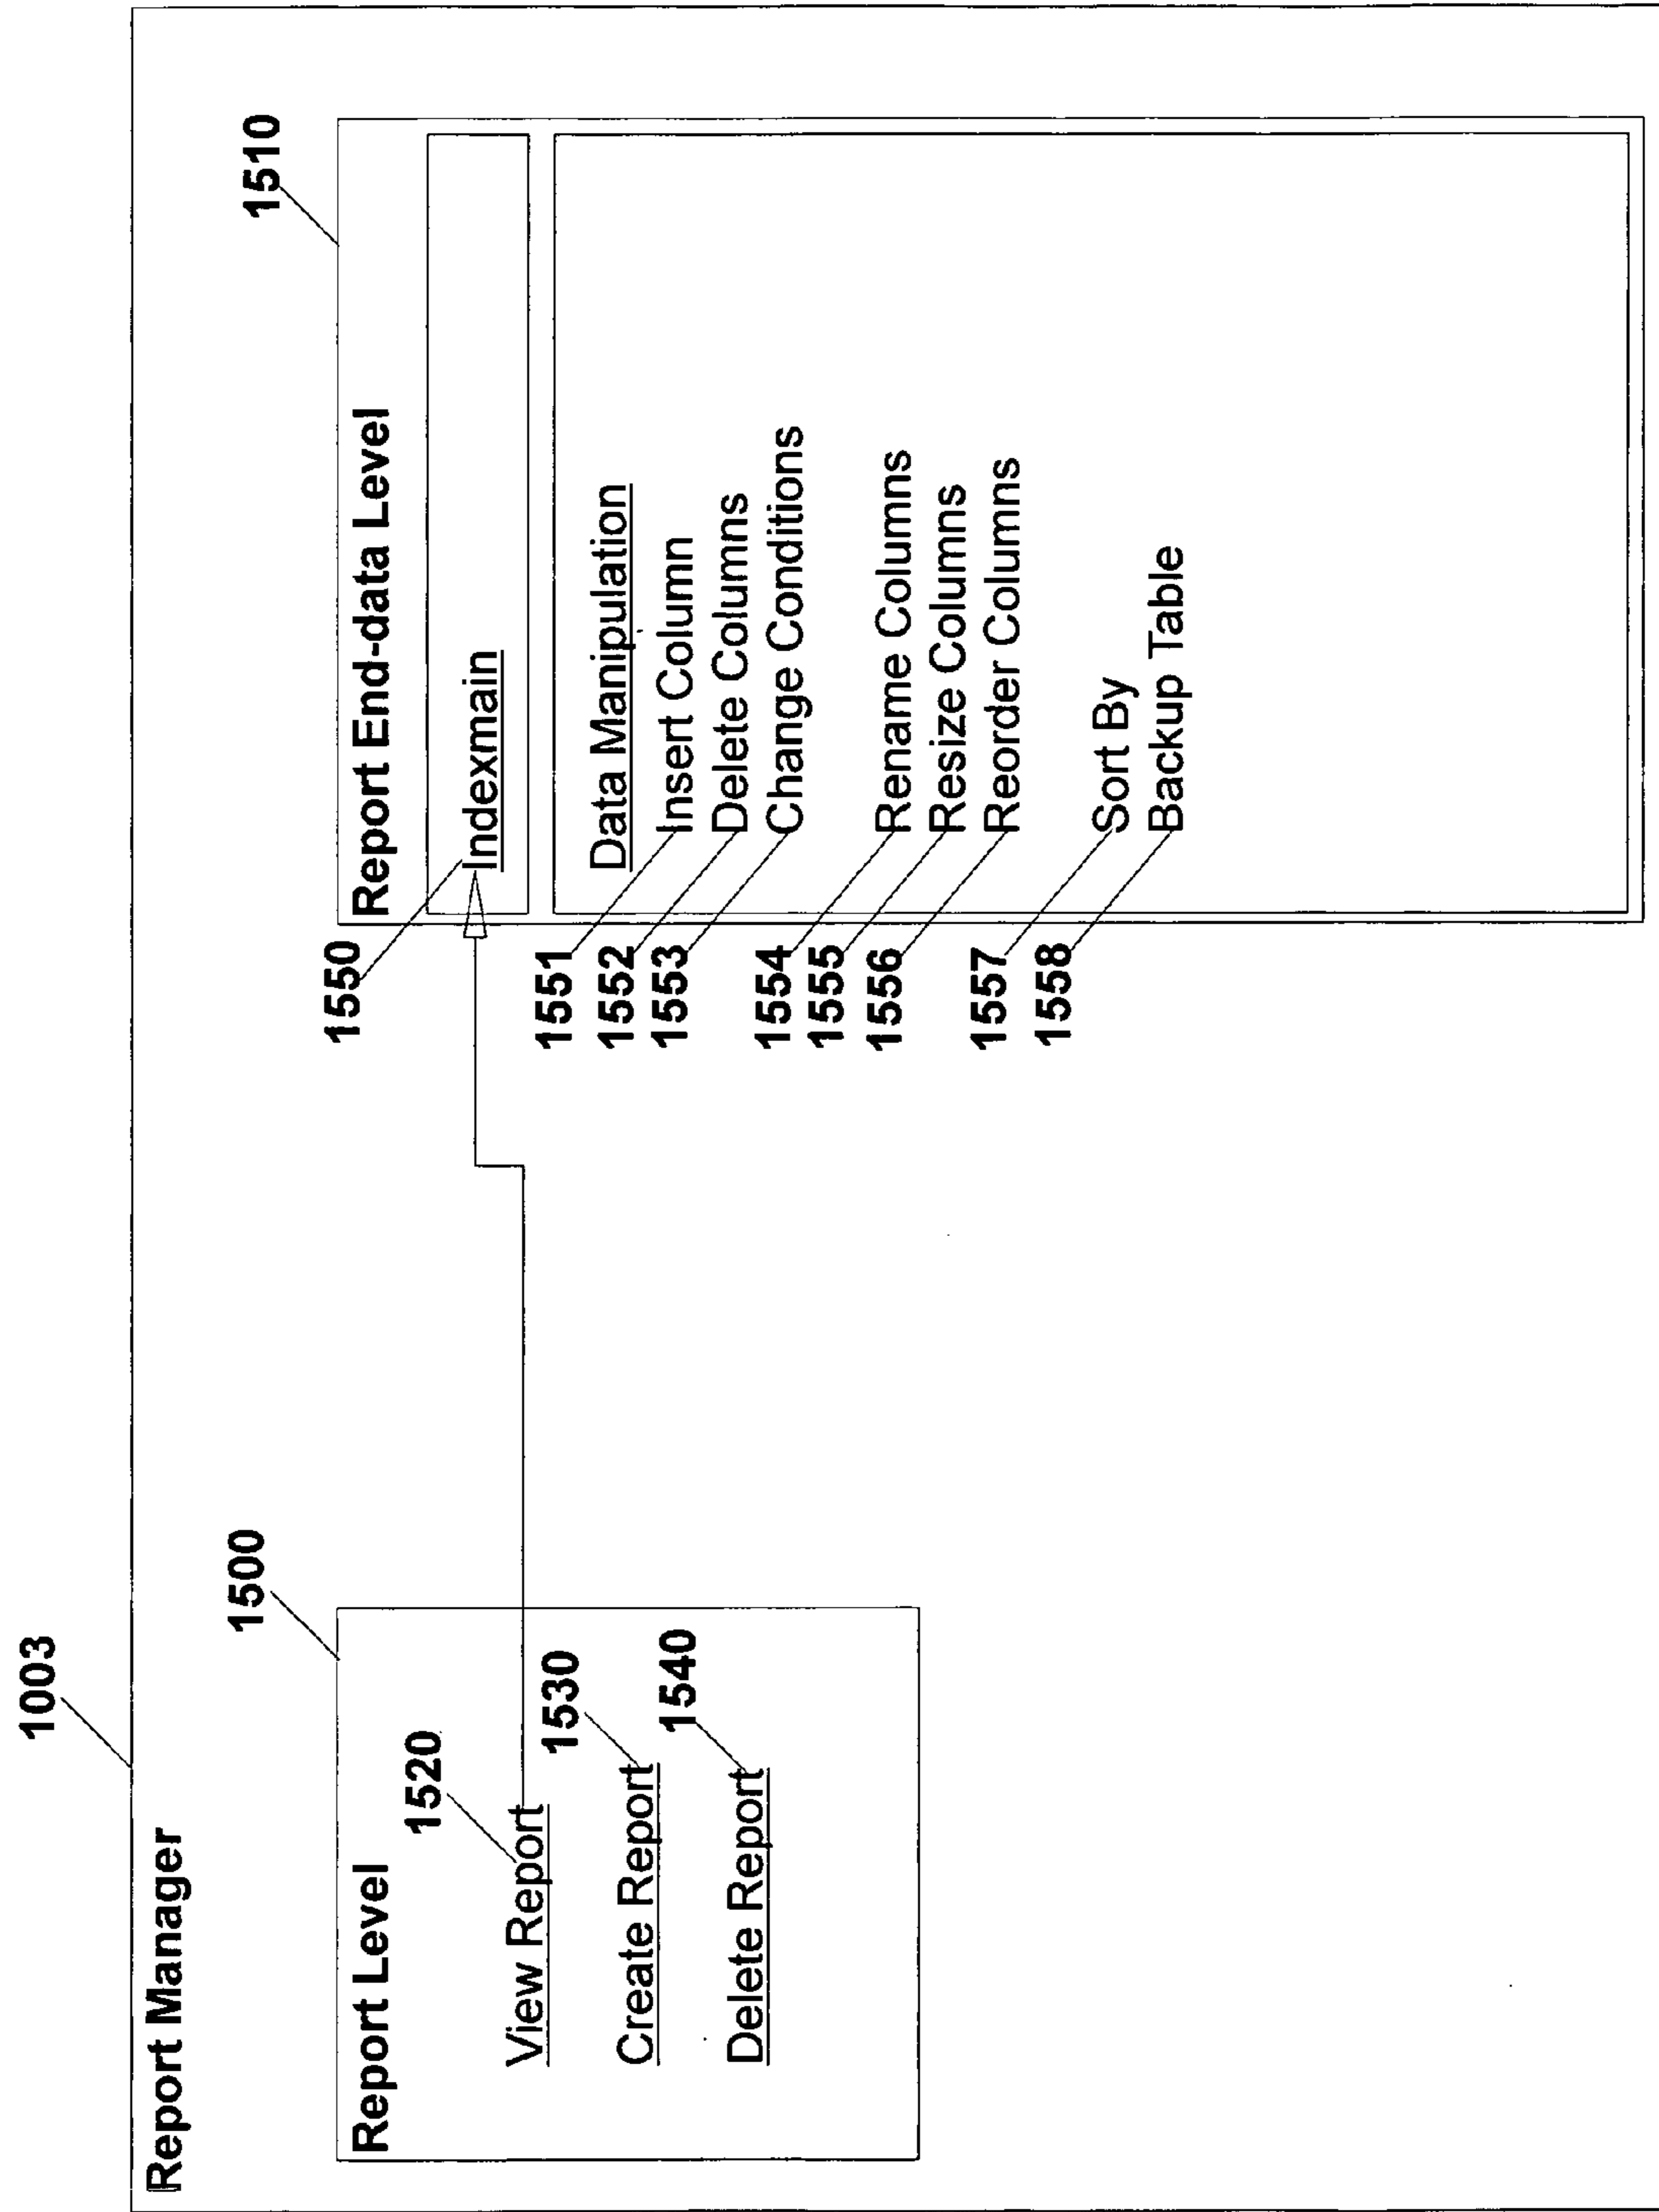 1003
Report Manager
1500
Report Level
1520
View Report
1530
Create Report
1540
Delete Report
1510
Report End-data Level
1550
Indexmain
Data Manipulation
1551 Insert Column
1552 Delete Columns
1553 Change Conditions
1554 Rename Columns
1555 Resize Columns
1556 Reorder Columns
1557 Sort By
1558 Backup Table